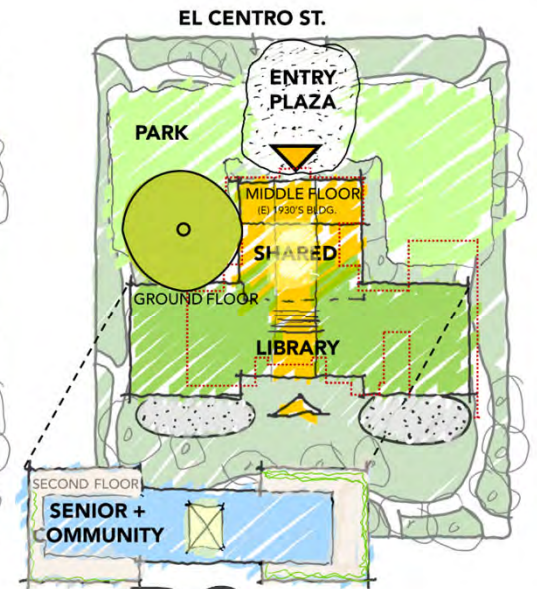 EL CENTRO ST.
ENTRY
PLAZA
PARK
MIDDLE FLOOR
(E) 1930'S BLDG.
SHARED
GROUND FLOOR
LIBRARY
SECOND FLOOR
SENIOR +
COMMUNITY